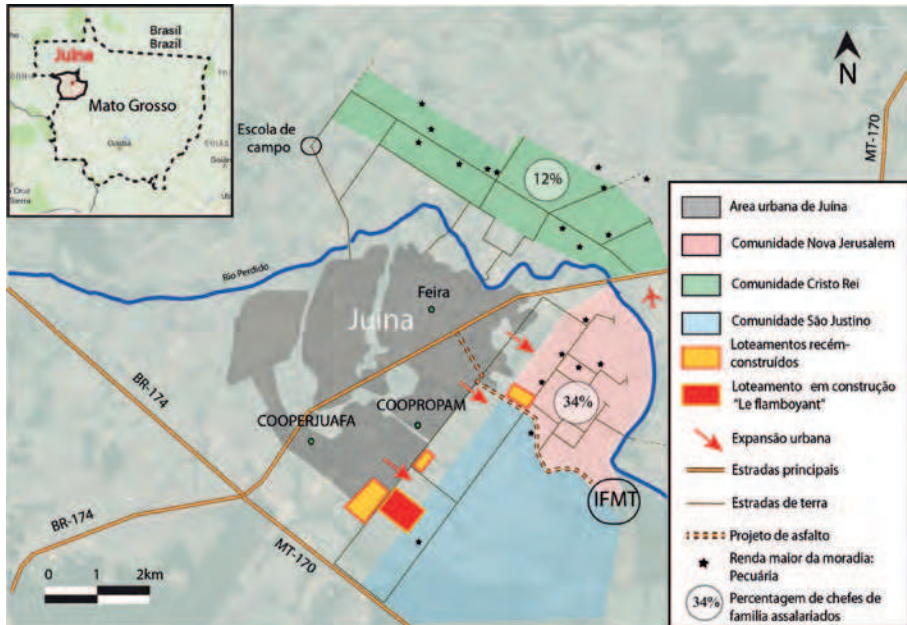 Brasil
Brazil
Juína
Mato Grosso
Cuiabá
N
MT-170
Escola de
campo
12%
Rio Perdido
Feira
Juína
BR-174
COOPROPAM
COOPERJUAFA
34%
IFMT
BR-174
MT-170
0 1 2km
Area urbana de Juína
Comunidade Nova Jerusalem
Comunidade Cristo Rei
Comunidade São Justino
Loteamentos recém-
construídos
Loteamento em construção
"Le flamboyant"
Expansão urbana
Estradas principais
Estradas de terra
Projeto de asfalto
Renda maior da moradia:
Pecuária
34%
Percentagem de chefes de
familia assalariados